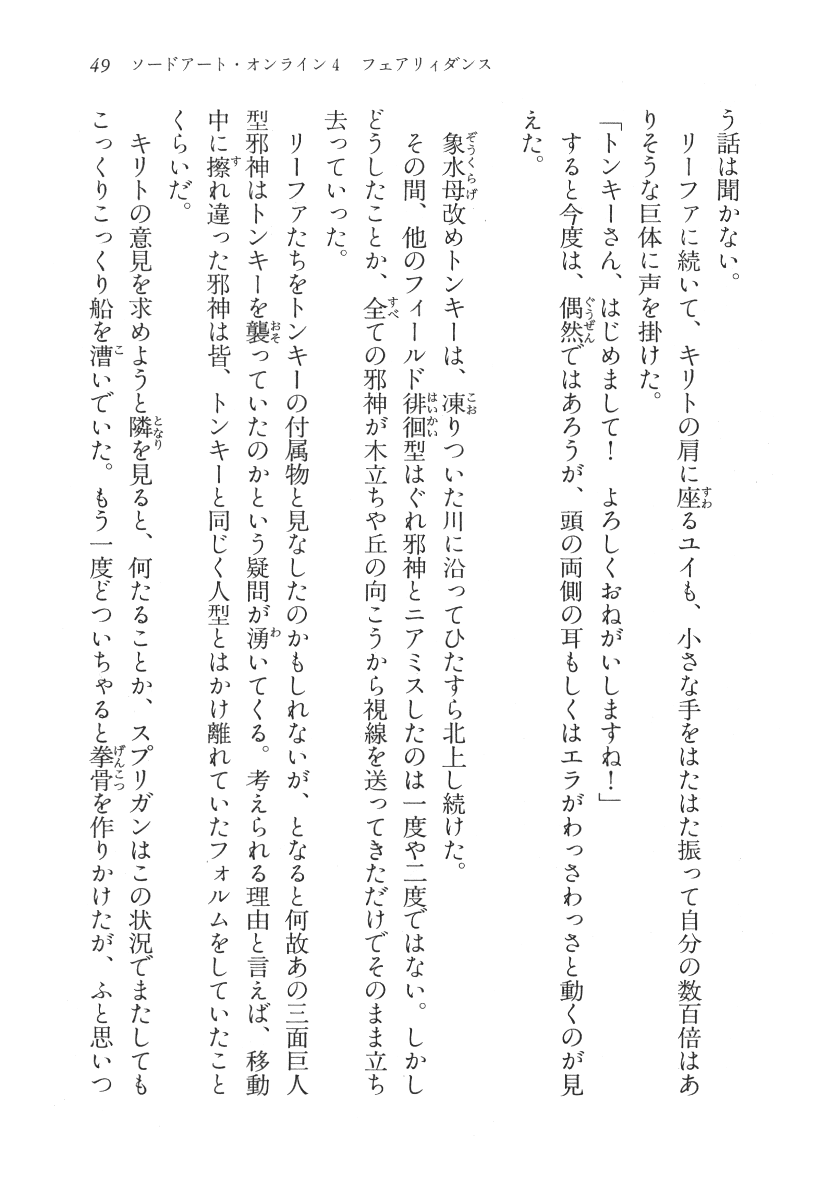 49　ソードアート・オンライン4　フェアリィダンス
う話は聞かない。
　リーファに続いて、キリトの肩に座るユイも、小さな手をはたはた振って自分の数百倍はあ
りそうな巨体に声を掛けた。
「トンキーさん、はじめまして！　よろしくおねがいしますね！」
　すると今度は、偶然ではあろうが、頭の両側の耳もしくはエラがわっさわっさと動くのが見
えた。
　象水母改めトンキーは、凍りついた川に沿ってひたすら北上し続けた。
　その間、他のフィールド徘徊型はぐれ邪神とニアミスしたのは一度や二度ではない。しかし
どうしたことか、全ての邪神が木立ちや丘の向こうから視線を送ってきただけでそのまま立ち
去っていった。
　リーファたちをトンキーの付属物と見なしたのかもしれないが、となると何故あの三面巨人
型邪神はトンキーを襲っていたのかという疑問が湧いてくる。考えられる理由と言えば、移動
中に擦れ違った邪神は皆、トンキーと同じく人型とはかけ離れていたフォルムをしていたこと
くらいだ。
　キリトの意見を求めようと隣を見ると、何たることか、スプリガンはこの状況でまたしても
こっくりこっくり船を漕いでいた。もう一度どついちゃると拳骨を作りかけたが、ふと思いつ